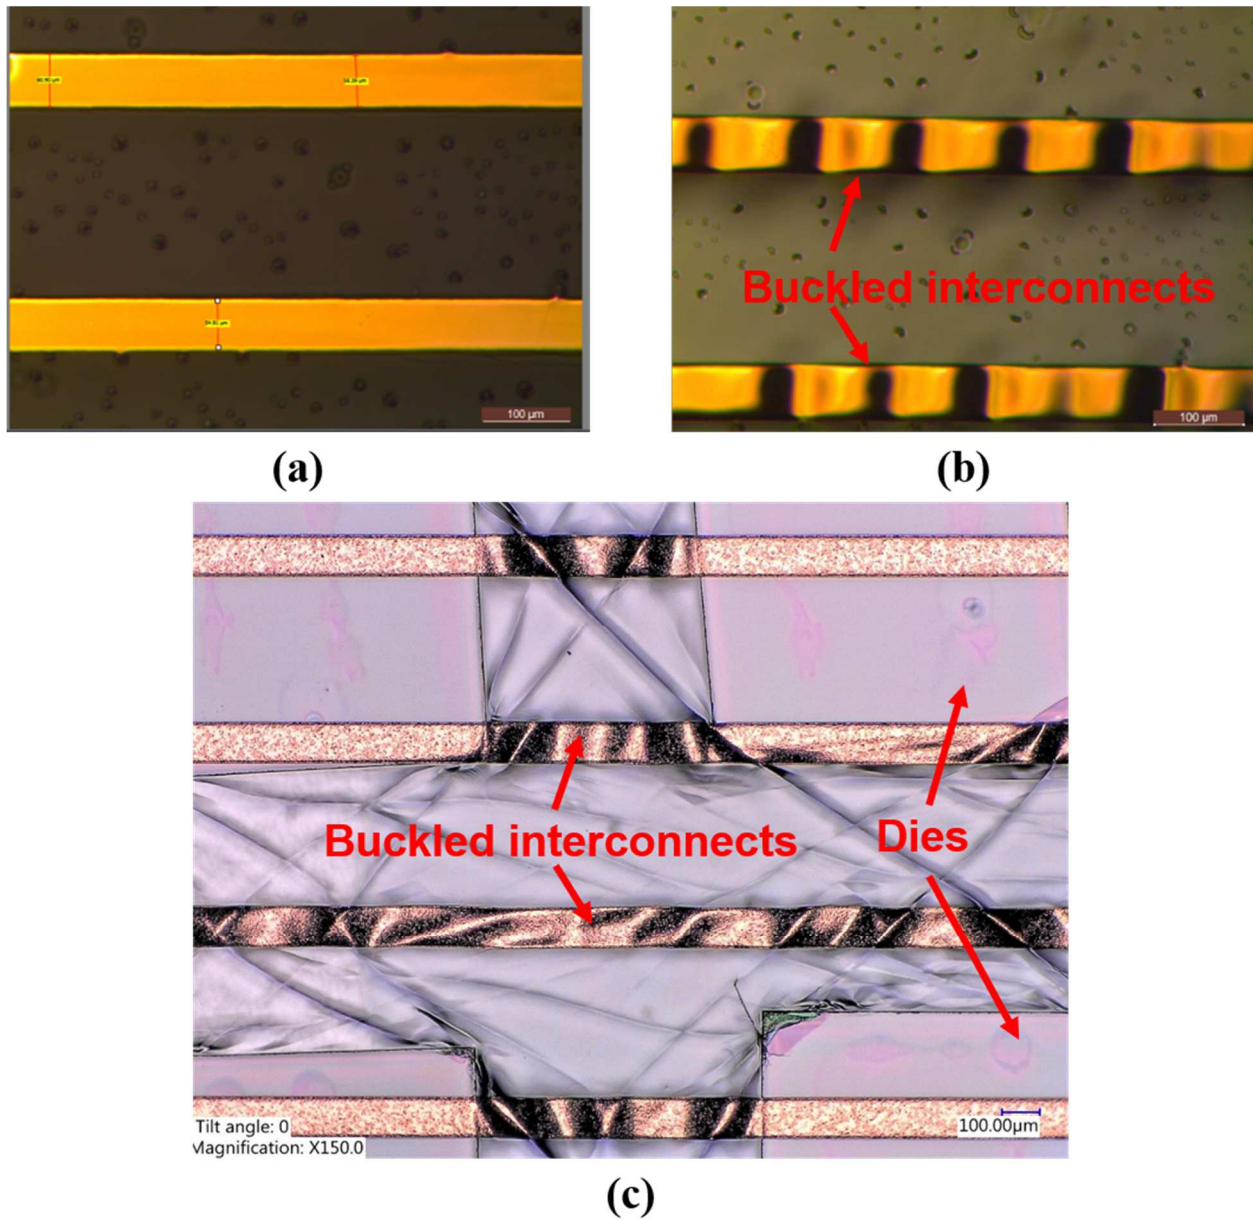 100 µm
Buckled interconnects
100 µm
(a)
(b)
Buckled interconnects
Dies
Tilt angle: 0
Magnification: X150.0
100.00µm
(c)